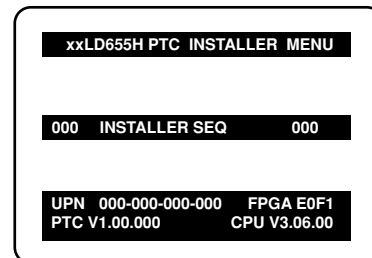 xxLD655H PTC INSTALLER MENU
000 INSTALLER SEQ 000
UPN 000-000-000-000 FPGA E0F1
PTC V1.00.000 CPU V3.06.00